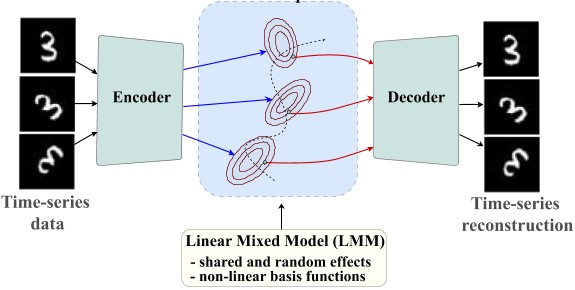 Encoder
Decoder
Time-series
data
Time-series
reconstruction
Linear Mixed Model (LMM)
- shared and random effects
- non-linear basis functions